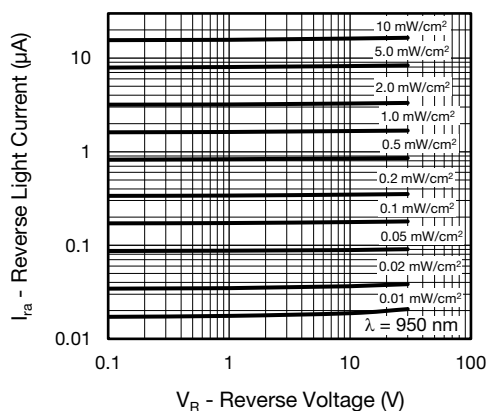 10 mW/cm²
10
5.0 mW/cm²
2.0 mW/cm²
1.0 mW/cm²
1
0.5 mW/cm²
0.2 mW/cm²
0.1 mW/cm²
0.1
0.05 mW/cm²
0.02 mW/cm²
0.01 mW/cm²
λ = 950 nm
0.01
0.1 1 10 100
V_R - Reverse Voltage (V)
I_ra - Reverse Light Current (µA)